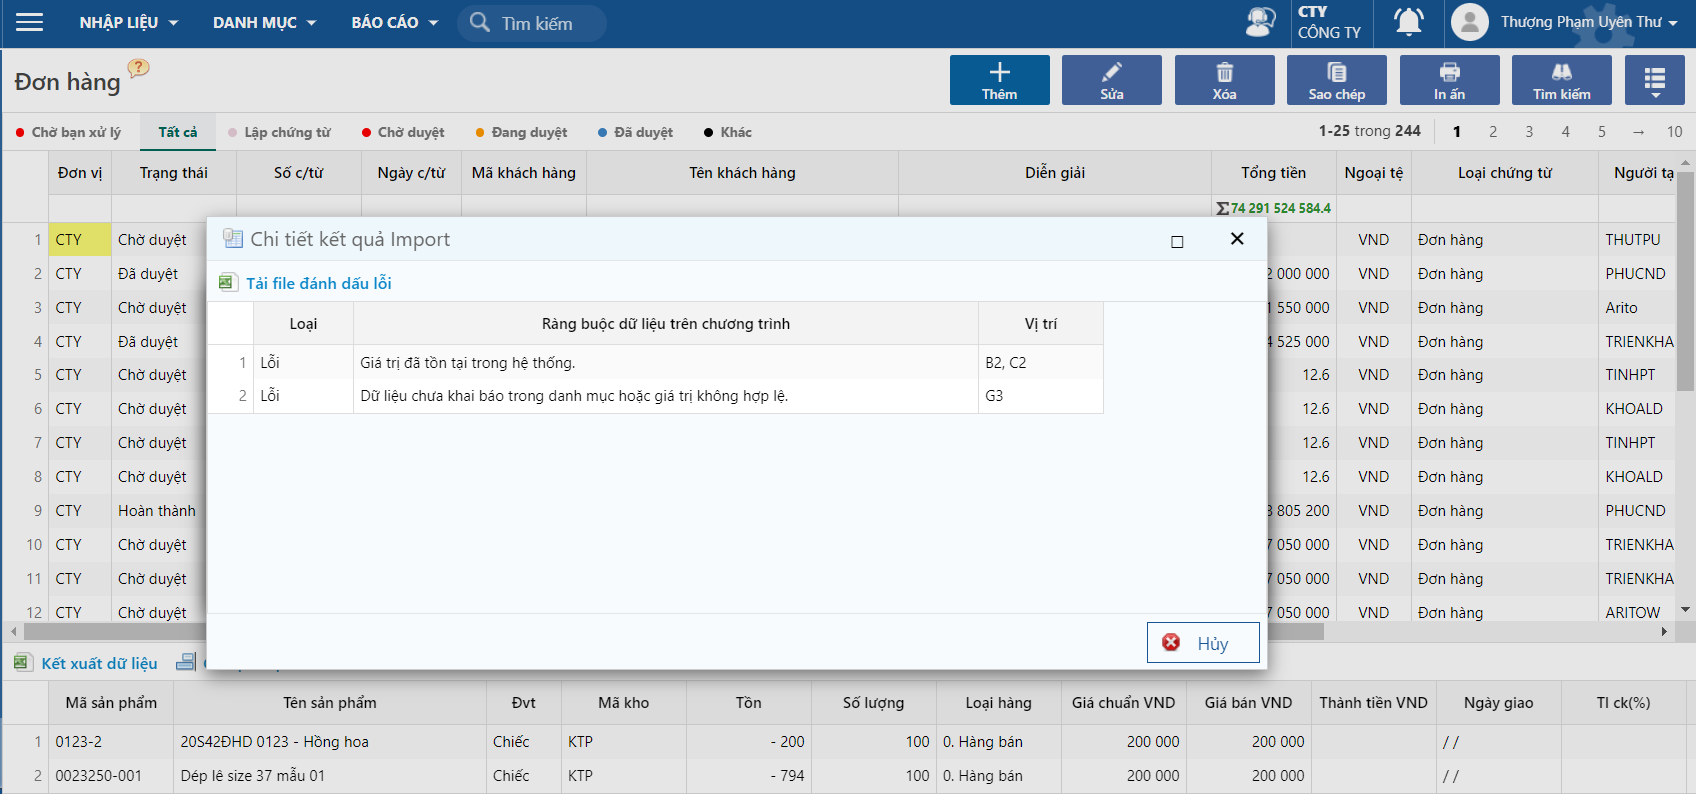 NHẬP LIỆU DANH MỤC BÁO CÁO Tìm kiếm CTY CÔNG TY Thượng Phạm Uyên Thư
Đơn hàng ? Thêm Sửa Xóa Sao chép In ấn Tìm kiếm
Chờ bạn xử lý Tất cả Lập chứng từ Chờ duyệt Đang duyệt Đã duyệt Khác 1-25 trong 244 1 2 3 4 5 → 10
Đơn vị Trạng thái Số c/từ Ngày c/từ Mã khách hàng Tên khách hàng Diễn giải Tổng tiền Ngoại tệ Loại chứng từ Người tạ
Σ 74 291 524 584.4
1 CTY Chờ duyệt VND Đơn hàng THUTPU
2 CTY Đã duyệt 2 000 000 VND Đơn hàng PHUCND
3 CTY Chờ duyệt 1 550 000 VND Đơn hàng Arito
4 CTY Đã duyệt 4 525 000 VND Đơn hàng TRIENKHA
5 CTY Chờ duyệt 12.6 VND Đơn hàng TINHPT
6 CTY Chờ duyệt 12.6 VND Đơn hàng KHOALD
7 CTY Chờ duyệt 12.6 VND Đơn hàng TINHPT
8 CTY Chờ duyệt 12.6 VND Đơn hàng KHOALD
9 CTY Hoàn thành 805 200 VND Đơn hàng PHUCND
10 CTY Chờ duyệt 7 050 000 VND Đơn hàng TRIENKHA
11 CTY Chờ duyệt 7 050 000 VND Đơn hàng TRIENKHA
12 CTY Chờ duyệt 7 050 000 VND Đơn hàng ARITOW
Chi tiết kết quả Import
Tải file đánh dấu lỗi
Loại Ràng buộc dữ liệu trên chương trình Vị trí
1 Lỗi Giá trị đã tồn tại trong hệ thống. B2, C2
2 Lỗi Dữ liệu chưa khai báo trong danh mục hoặc giá trị không hợp lệ. G3
Hủy
Kết xuất dữ liệu
Mã sản phẩm Tên sản phẩm Đvt Mã kho Tồn Số lượng Loại hàng Giá chuẩn VND Giá bán VND Thành tiền VND Ngày giao Tl ck(%)
1 0123-2 20S42ĐHD 0123 - Hồng hoa Chiếc KTP - 200 100 0. Hàng bán 200 000 200 000 / /
2 0023250-001 Dép lê size 37 mẫu 01 Chiếc KTP - 794 100 0. Hàng bán 200 000 200 000 / /